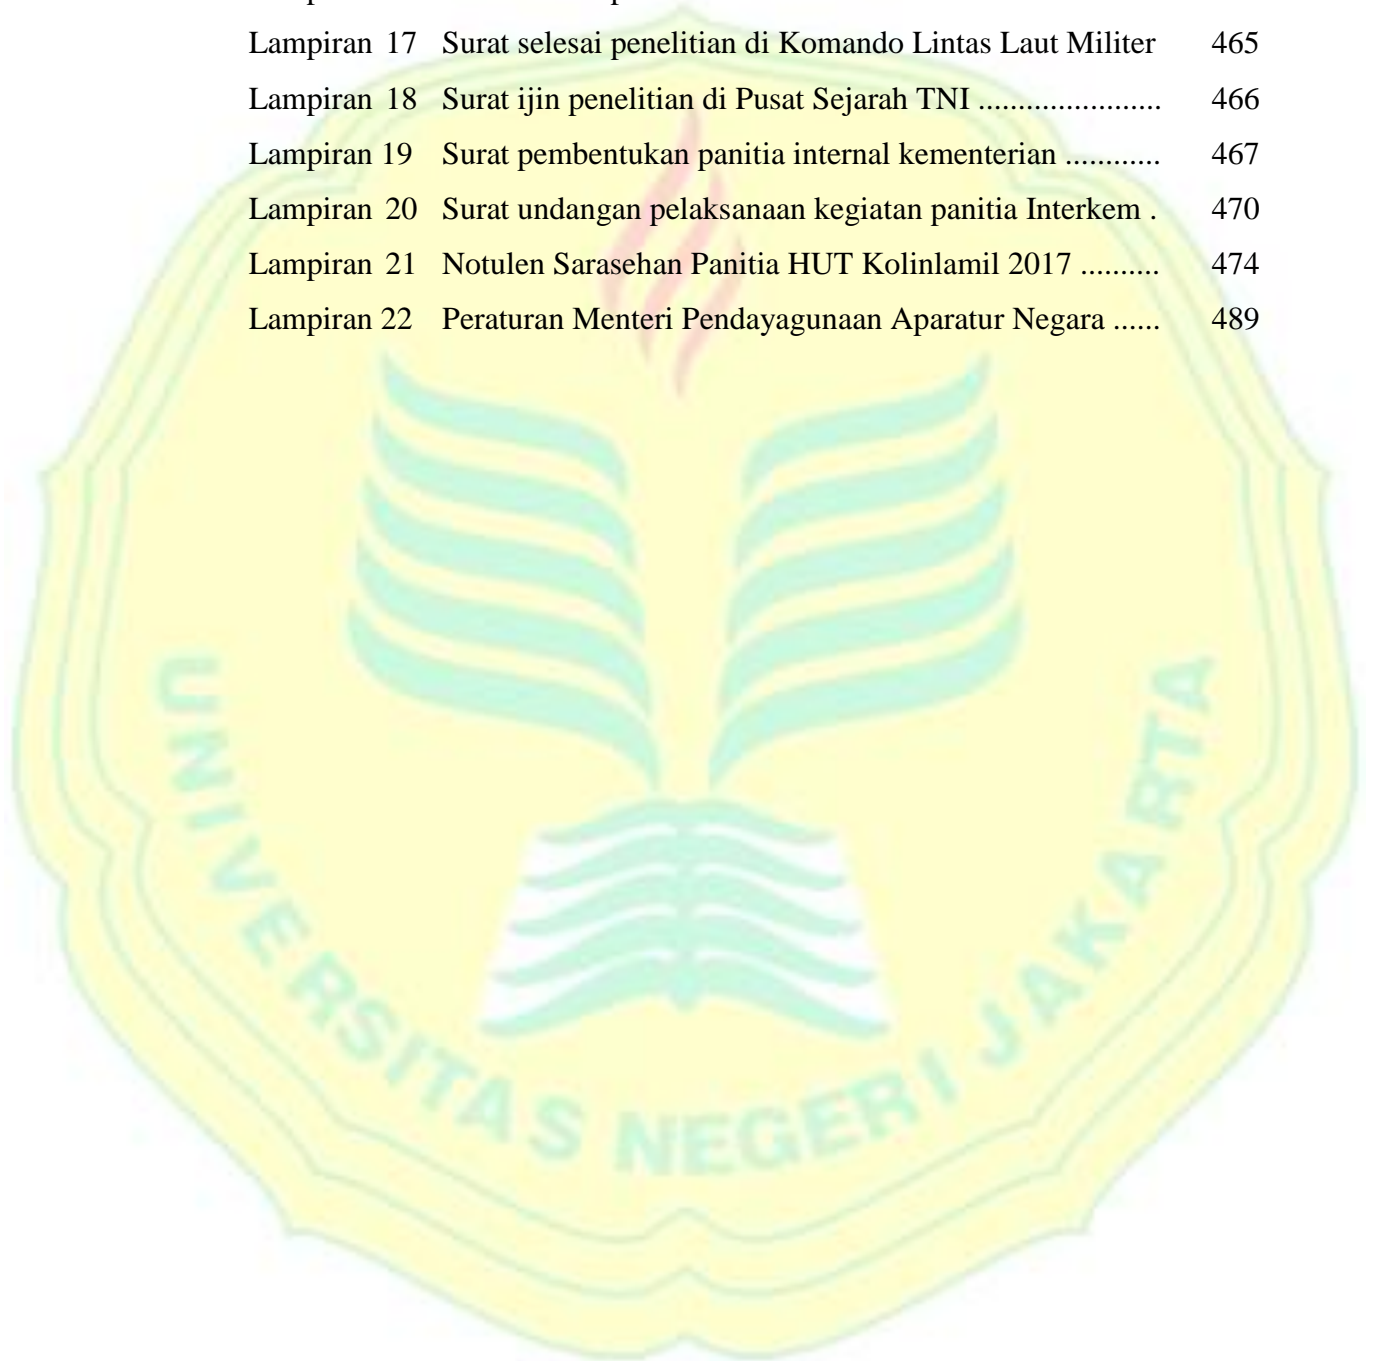 Lampiran 17 Surat selesai penelitian di Komando Lintas Laut Militer 465
Lampiran 18 Surat ijin penelitian di Pusat Sejarah TNI ...................... 466
Lampiran 19 Surat pembentukan panitia internal kementerian ............ 467
Lampiran 20 Surat undangan pelaksanaan kegiatan panitia Interkem . 470
Lampiran 21 Notulen Sarasehan Panitia HUT Kolinlamil 2017 .......... 474
Lampiran 22 Peraturan Menteri Pendayagunaan Aparatur Negara ...... 489
UNIVERSITAS NEGERI JAKARTA